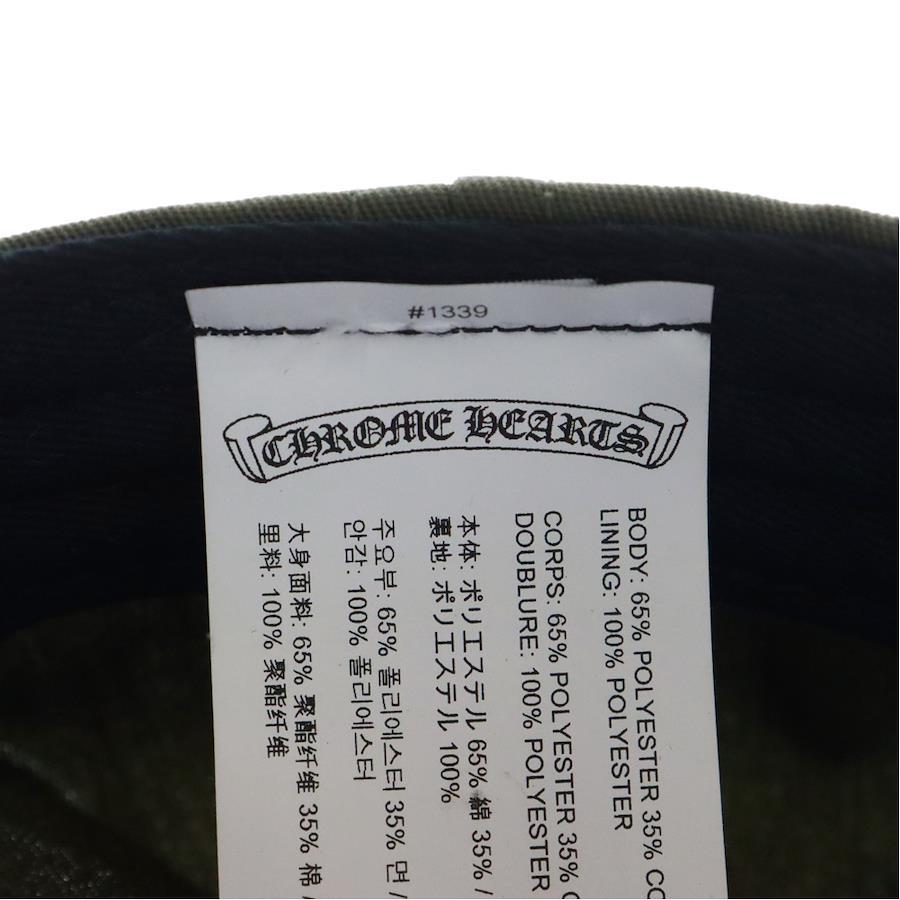 #1339
CHROME HEARTS
BODY: 65% POLYESTER 35%
LINING: 100% POLYESTER
CORPS: 65% POLYESTER 35%
DOUBLURE: 100% POLYESTER
本体: ポリエステル 65% 綿 35% /
裏地: ポリエステル 100%
주요부: 65% 폴리에스터 35% 면 /
안감: 100% 폴리에스터
大身面料: 65% 聚酯纤维 35% 棉 /
里料: 100% 聚酯纤维